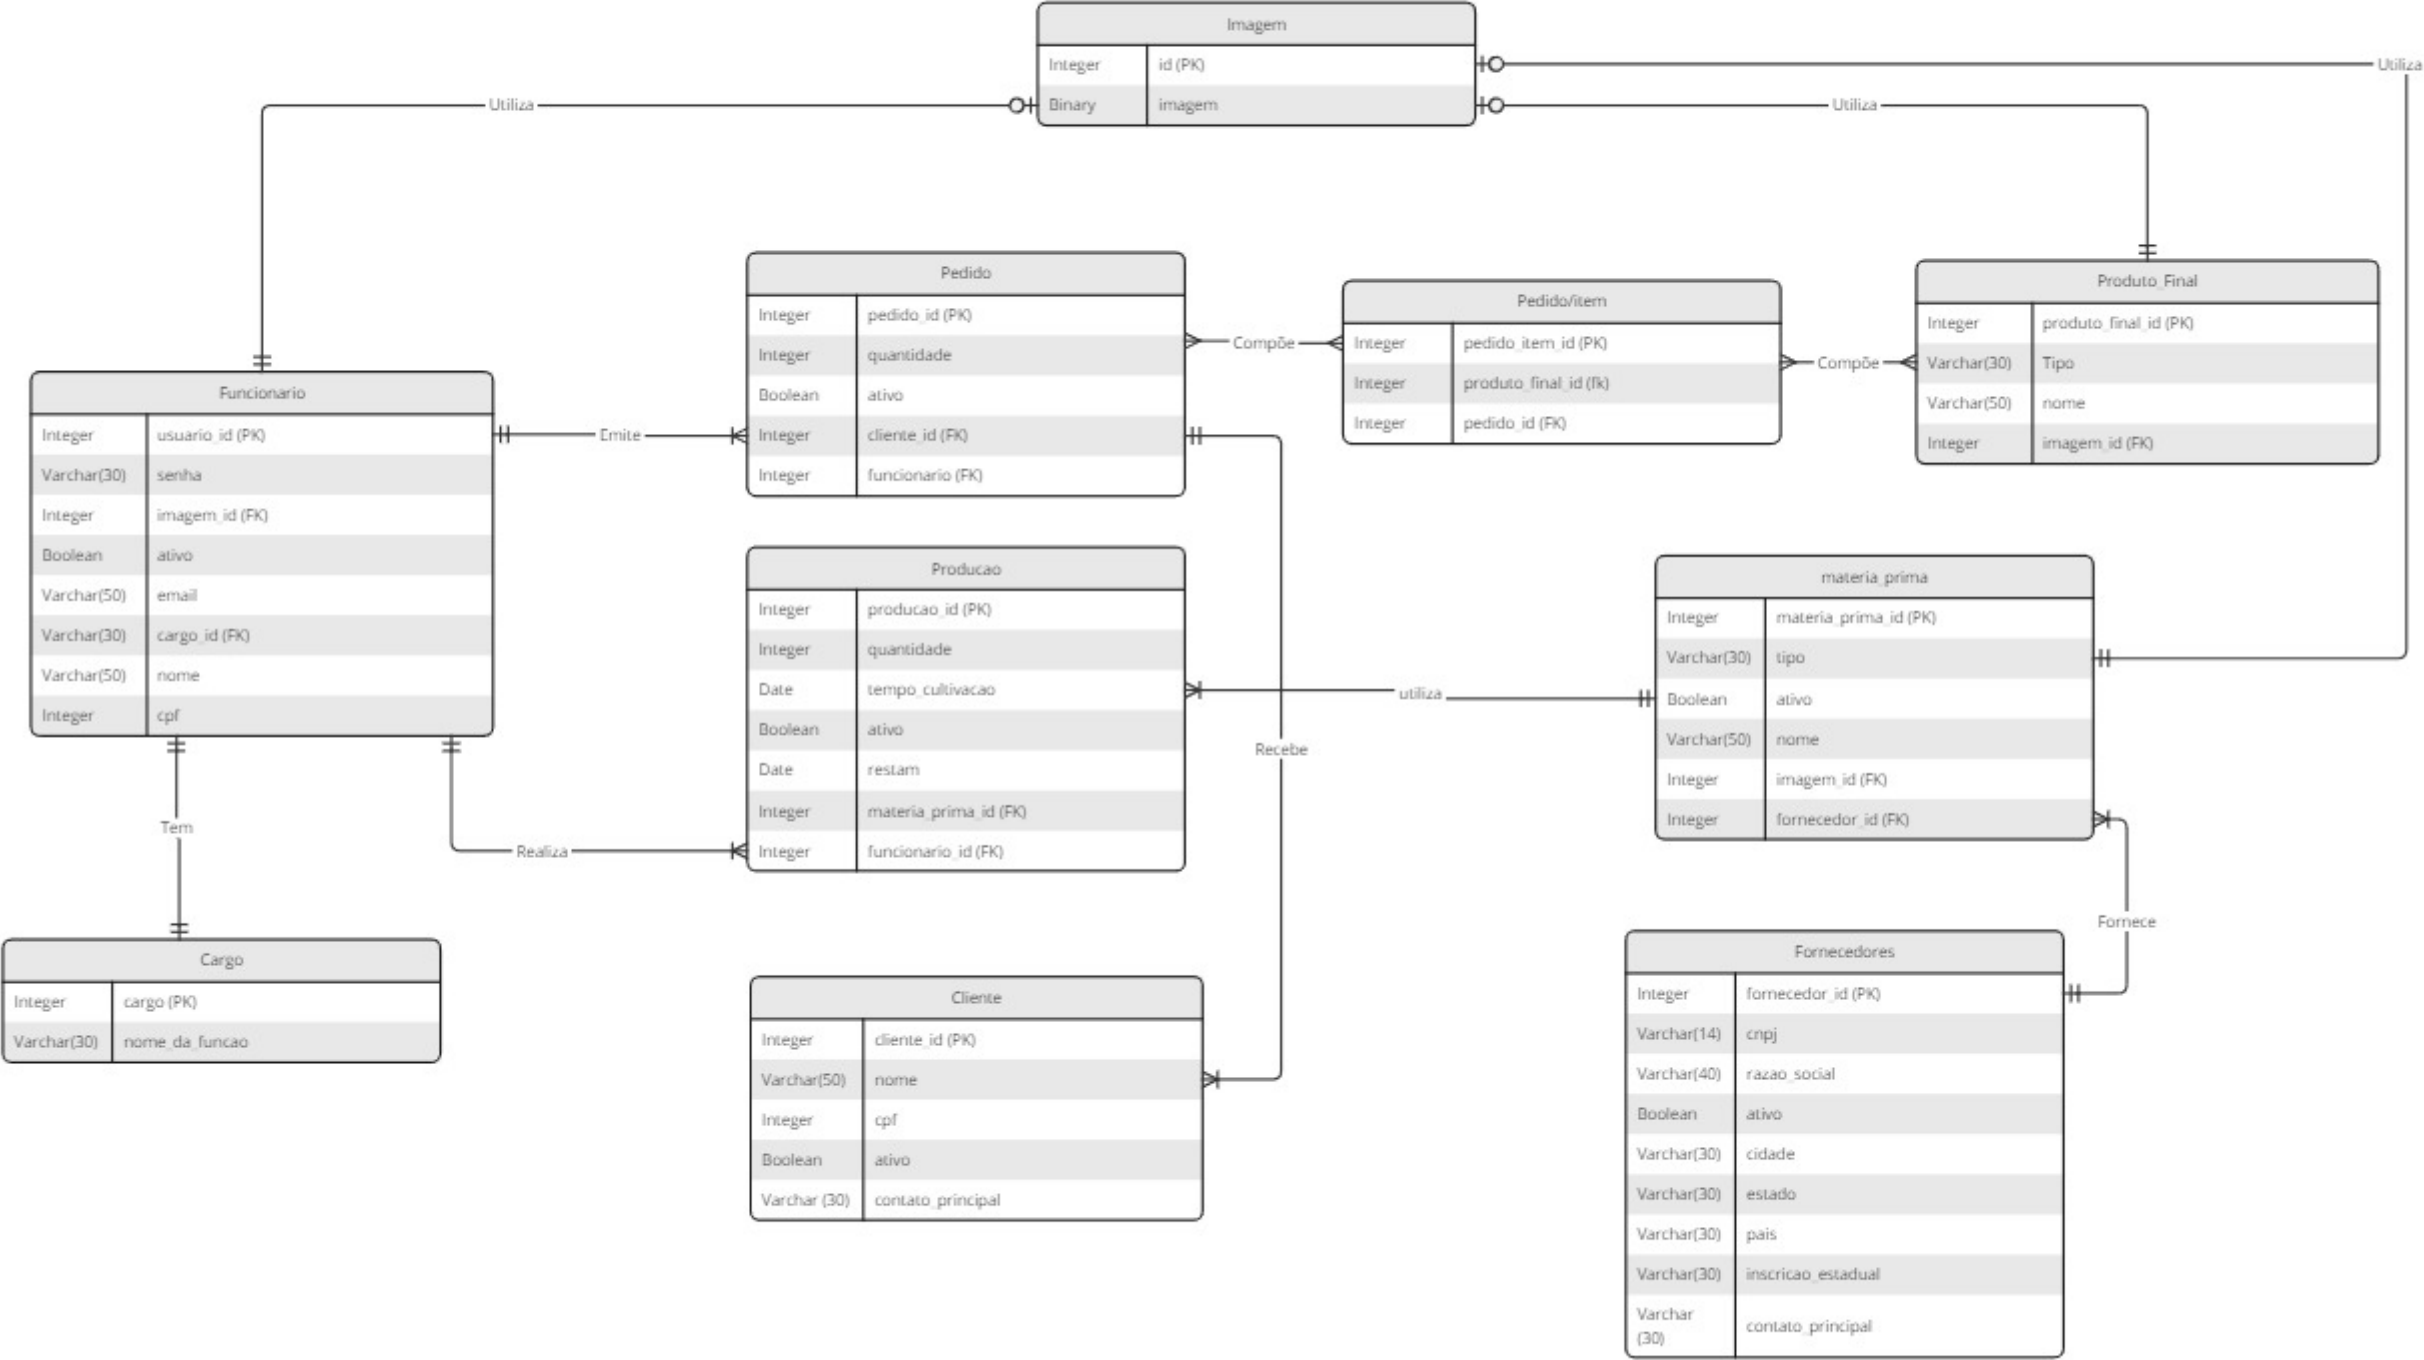 Imagem
Integer id (PK)
Binary imagem
Utiliza
Utiliza
Utiliza
Pedido
Integer pedido_id (PK)
Integer quantidade
Boolean ativo
Integer cliente_id (FK)
Integer funcionario (FK)
Compõe
Pedido/item
Integer pedido_item_id (PK)
Integer produto_final_id (fk)
Integer pedido_id (FK)
Compõe
Produto_Final
Integer produto_final_id (PK)
Varchar(30) Tipo
Varchar(50) nome
Integer imagem_id (FK)
Funcionario
Integer usuario_id (PK)
Varchar(30) senha
Integer imagem_id (FK)
Boolean ativo
Varchar(50) email
Varchar(30) cargo_id (FK)
Varchar(50) nome
Integer cpf
Emite
Producao
Integer producao_id (PK)
Integer quantidade
Date tempo_cultivacao
Boolean ativo
Date restam
Integer materia_prima_id (FK)
Integer funcionario_id (FK)
utiliza
Recebe
materia_prima
Integer materia_prima_id (PK)
Varchar(30) tipo
Boolean ativo
Varchar(50) nome
Integer imagem_id (FK)
Integer fornecedor_id (FK)
Tem
Realiza
Fornece
Cargo
Integer cargo (PK)
Varchar(30) nome_da_funcao
Cliente
Integer cliente_id (PK)
Varchar(50) nome
Integer cpf
Boolean ativo
Varchar (30) contato_principal
Fornecedores
Integer fornecedor_id (PK)
Varchar(14) cnpj
Varchar(40) razao_social
Boolean ativo
Varchar(30) cidade
Varchar(30) estado
Varchar(30) pais
Varchar(30) inscricao_estadual
Varchar
(30) contato_principal